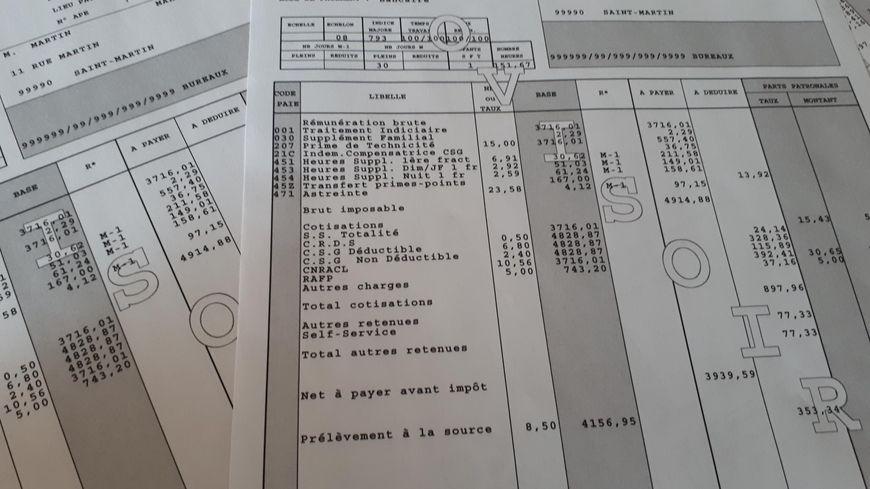 LIEU PA
N° APE
M. MARTIN
MAR
11 RUE MARTIN
99990 SAINT-MARTIN
999999/99/999/999/9999 BUREAUX
BASE R* A PAYER A DEDUIRE
3716,01 3716,01
2,29 2,29
3716,01 557,40
36,75
30,62 M-1 211,58
51,03 M-1 149,01
61,24 M-1 158,61
167,00
4,12 M-1 97,15
4914,88
3716,01
0,50 4828,87
6,80 4828,87
2,40 4828,87
10,56 3716,01
5,00 743,20
S O
99990 SAINT-MARTIN
ECHELLE ECHELON INDICE MAJORE
08 793 100/100 100/100
NB JOURS M-1 NB JOURS M NOMBRE HEURES
PLEINS REDUITS PLEINS REDUITS S F T
30 1 151,67
999999/99/999/999/9999 BUREAUX
CODE PAIE LIBELLE OU TAUX BASE R* A PAYER A DEDUIRE PARTS PATRONALES
TAUX MONTANT
Rémunération brute
001 Traitement Indiciaire 3716,01 3716,01
030 Supplément Familial 2,29 2,29
207 Prime de Technicité 15,00 3716,01 557,40
21C Indem.Compensatrice CSG 36,75
451 Heures Suppl. 1ère fract 6,91 30,62 M-1 211,58
453 Heures Suppl. Dim/JF 1 fr 2,92 51,03 M-1 149,01
454 Heures Suppl. Nuit 1 fr 2,59 61,24 M-1 158,61
45Z Transfert primes-points 167,00 13,92
471 Astreinte 23,58 4,12 M-1 97,15
Brut imposable 4914,88
Cotisations
S.S. Totalité 3716,01 15,43
C.R.D.S 0,50 4828,87 24,14
C.S.G Déductible 6,80 4828,87 328,36
C.S.G Non Déductible 2,40 4828,87 115,89
CNRACL 10,56 3716,01 392,41 30,65
RAFP 5,00 743,20 37,16 5,00
Autres charges
Total cotisations 897,96
Autres retenues
Self-Service 77,33
Total autres retenues 77,33
Net à payer avant impôt 3939,59
Prélèvement à la source 8,50 4156,95 353,34
V O S O I R